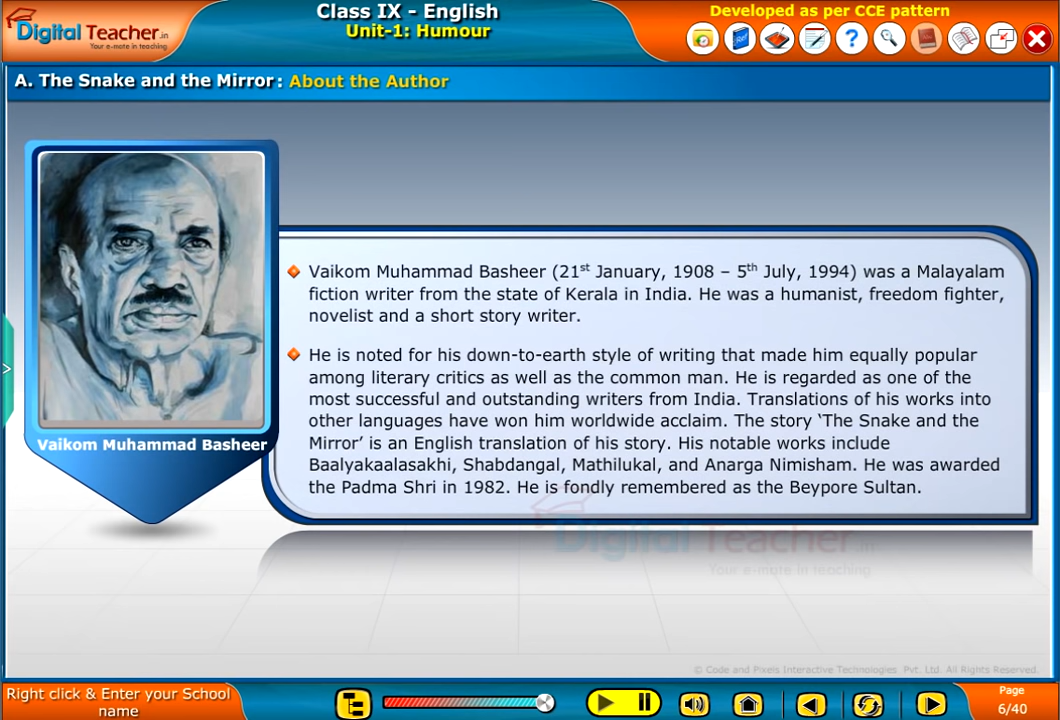 Digital Teacher.in
Your e-mote in teaching
Class IX - English
Unit-1: Humour
Developed as per CCE pattern
A. The Snake and the Mirror : About the Author
Vaikom Muhammad Basheer
Vaikom Muhammad Basheer (21st January, 1908 – 5th July, 1994) was a Malayalam
fiction writer from the state of Kerala in India. He was a humanist, freedom fighter,
novelist and a short story writer.
He is noted for his down-to-earth style of writing that made him equally popular
among literary critics as well as the common man. He is regarded as one of the
most successful and outstanding writers from India. Translations of his works into
other languages have won him worldwide acclaim. The story ‘The Snake and the
Mirror’ is an English translation of his story. His notable works include
Baalyakaalasakhi, Shabdangal, Mathilukal, and Anarga Nimisham. He was awarded
the Padma Shri in 1982. He is fondly remembered as the Beypore Sultan.
Digital Teacher.in
Your e-mote in teaching
© Code and Pixels Interactive Technologies. Pvt. Ltd. All Rights Reserved.
Right click & Enter your School
name
Page
6/40